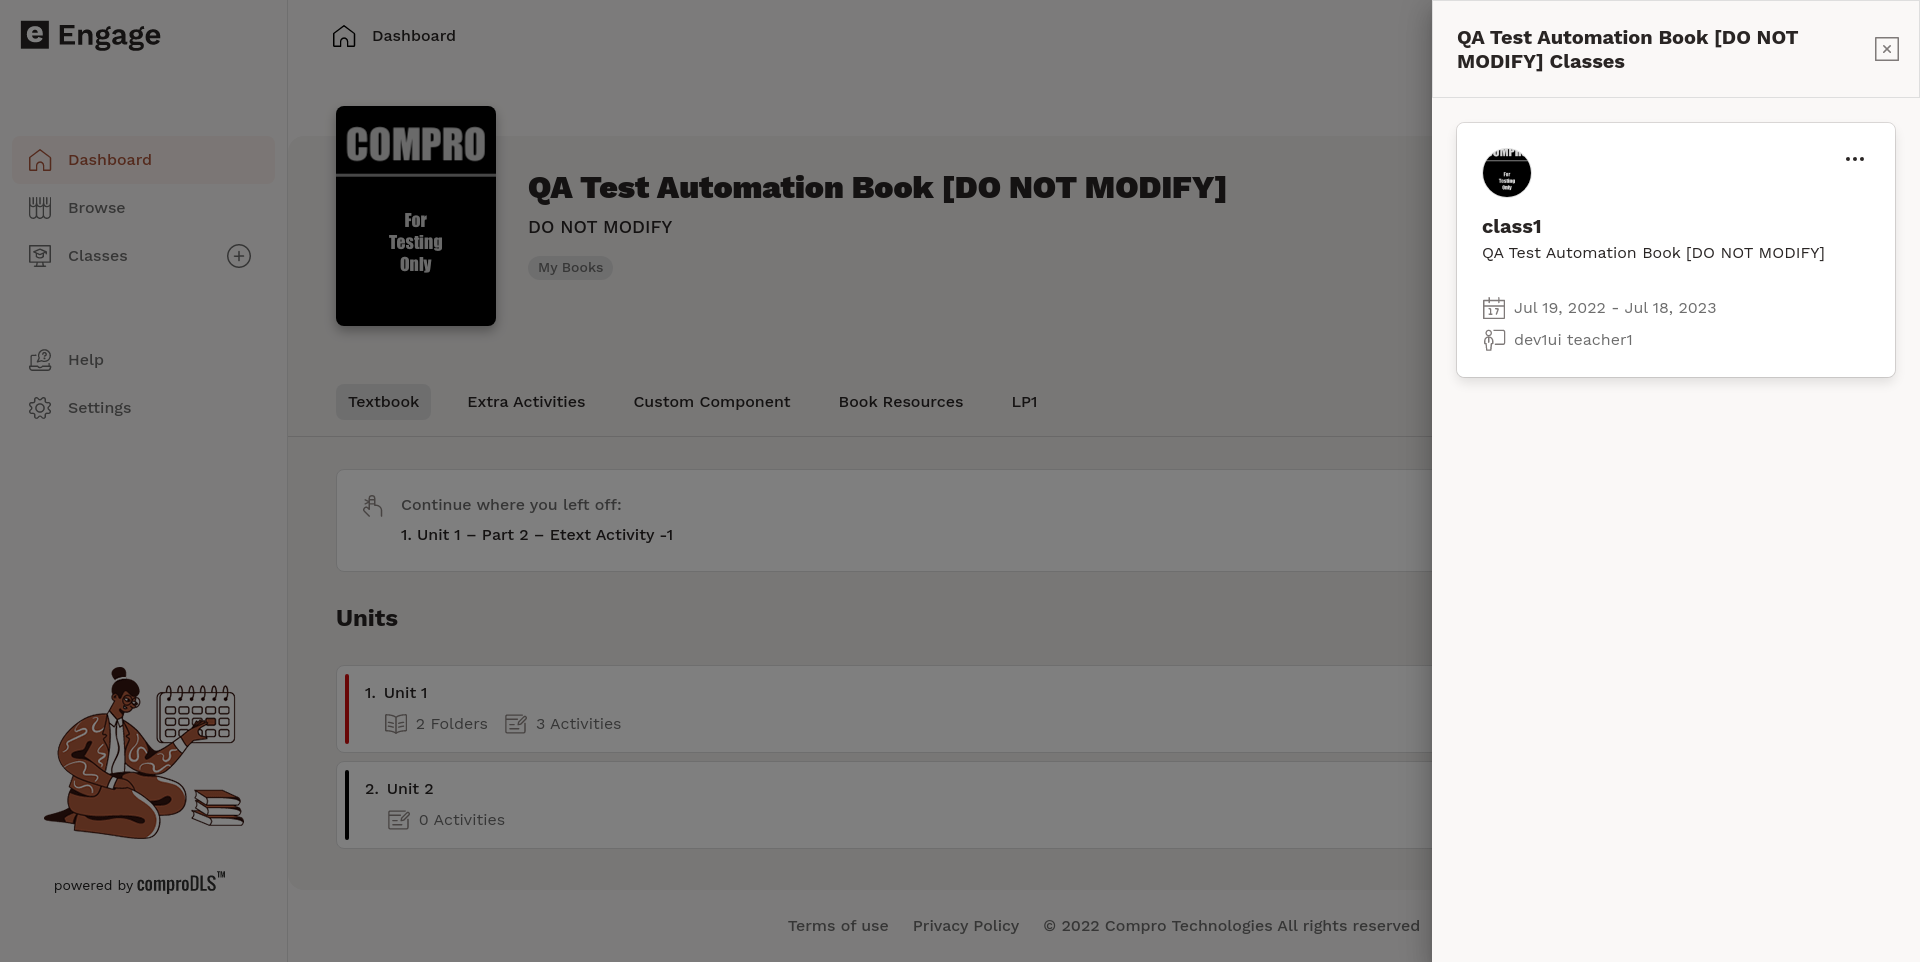 e Engage
Dashboard
Browse
Classes
Help
Settings
powered by comproDLS™
Dashboard
COMPRO
For
Testing
Only
QA Test Automation Book [DO NOT MODIFY]
DO NOT MODIFY
My Books
Textbook
Extra Activities
Custom Component
Book Resources
LP1
Continue where you left off:
1. Unit 1 – Part 2 – Etext Activity -1
Units
1. Unit 1
2 Folders
3 Activities
2. Unit 2
0 Activities
Terms of use
Privacy Policy
© 2022 Compro Technologies All rights reserved
QA Test Automation Book [DO NOT
MODIFY] Classes
COMPRO
For
Testing
Only
class1
QA Test Automation Book [DO NOT MODIFY]
17
Jul 19, 2022 - Jul 18, 2023
dev1ui teacher1